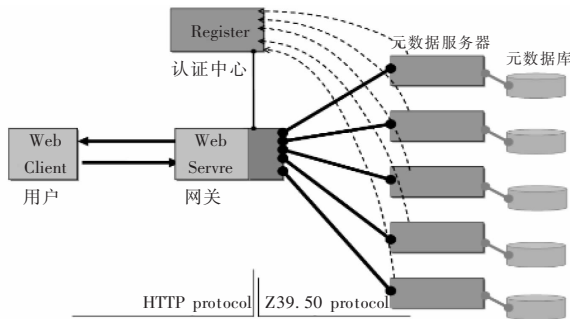 Register
认证中心
元数据服务器
元数据库
Web
Client
用户
Web
Servre
网关
HTTP protocol
Z39.50 protocol